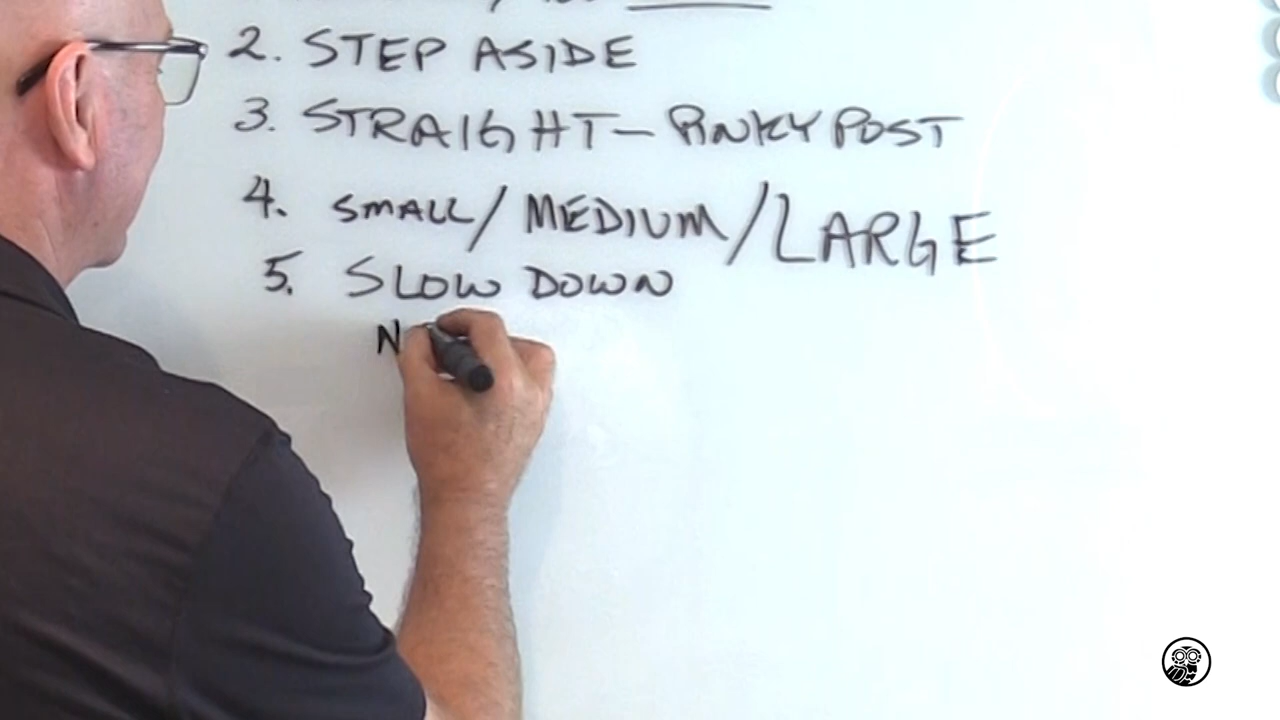 2. STEP ASIDE
3. STRAIGHT - PINKY POST
4. SMALL / MEDIUM / LARGE
5. SLOW DOWN
N